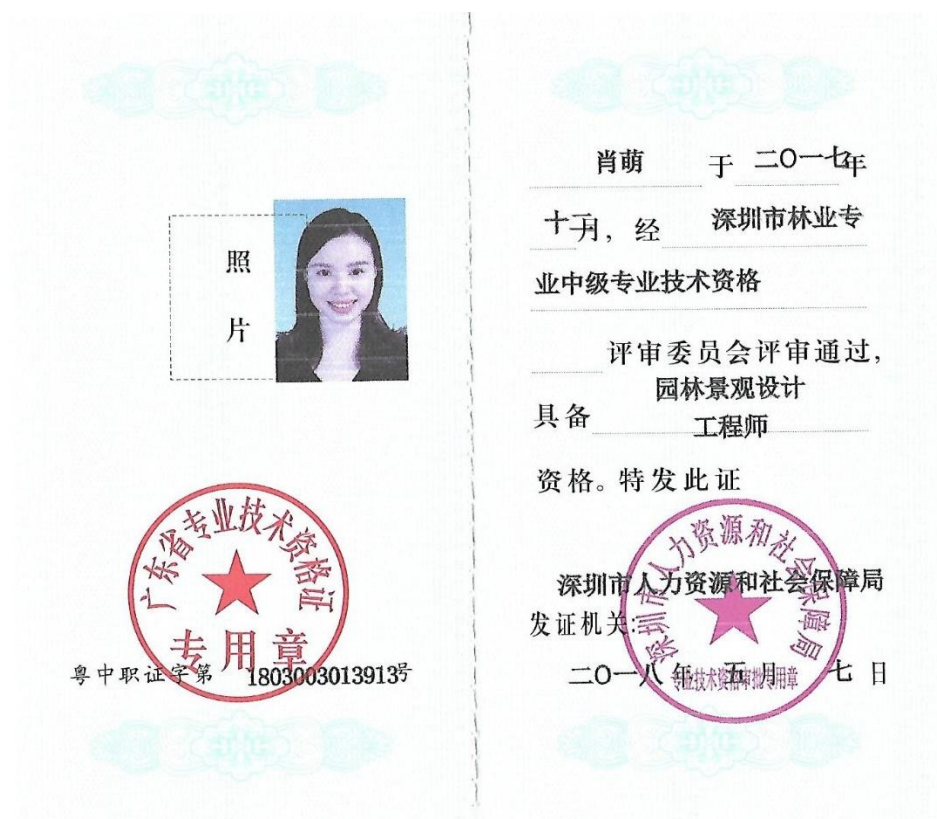 照
片
广东省专业技术资格证
专用章
粤中职证字第 1803003013913号
肖萌 于 二〇一七年
十二月，经 深圳市林业专
业中级专业技术资格
评审委员会评审通过，
园林景观设计
具备 工程师
资格。特发此证
深圳市人力资源和社会保障局
深圳市人力资源和社会保障局
发证机关：
二〇一八年 五月 七日
专业技术资格审批专用章